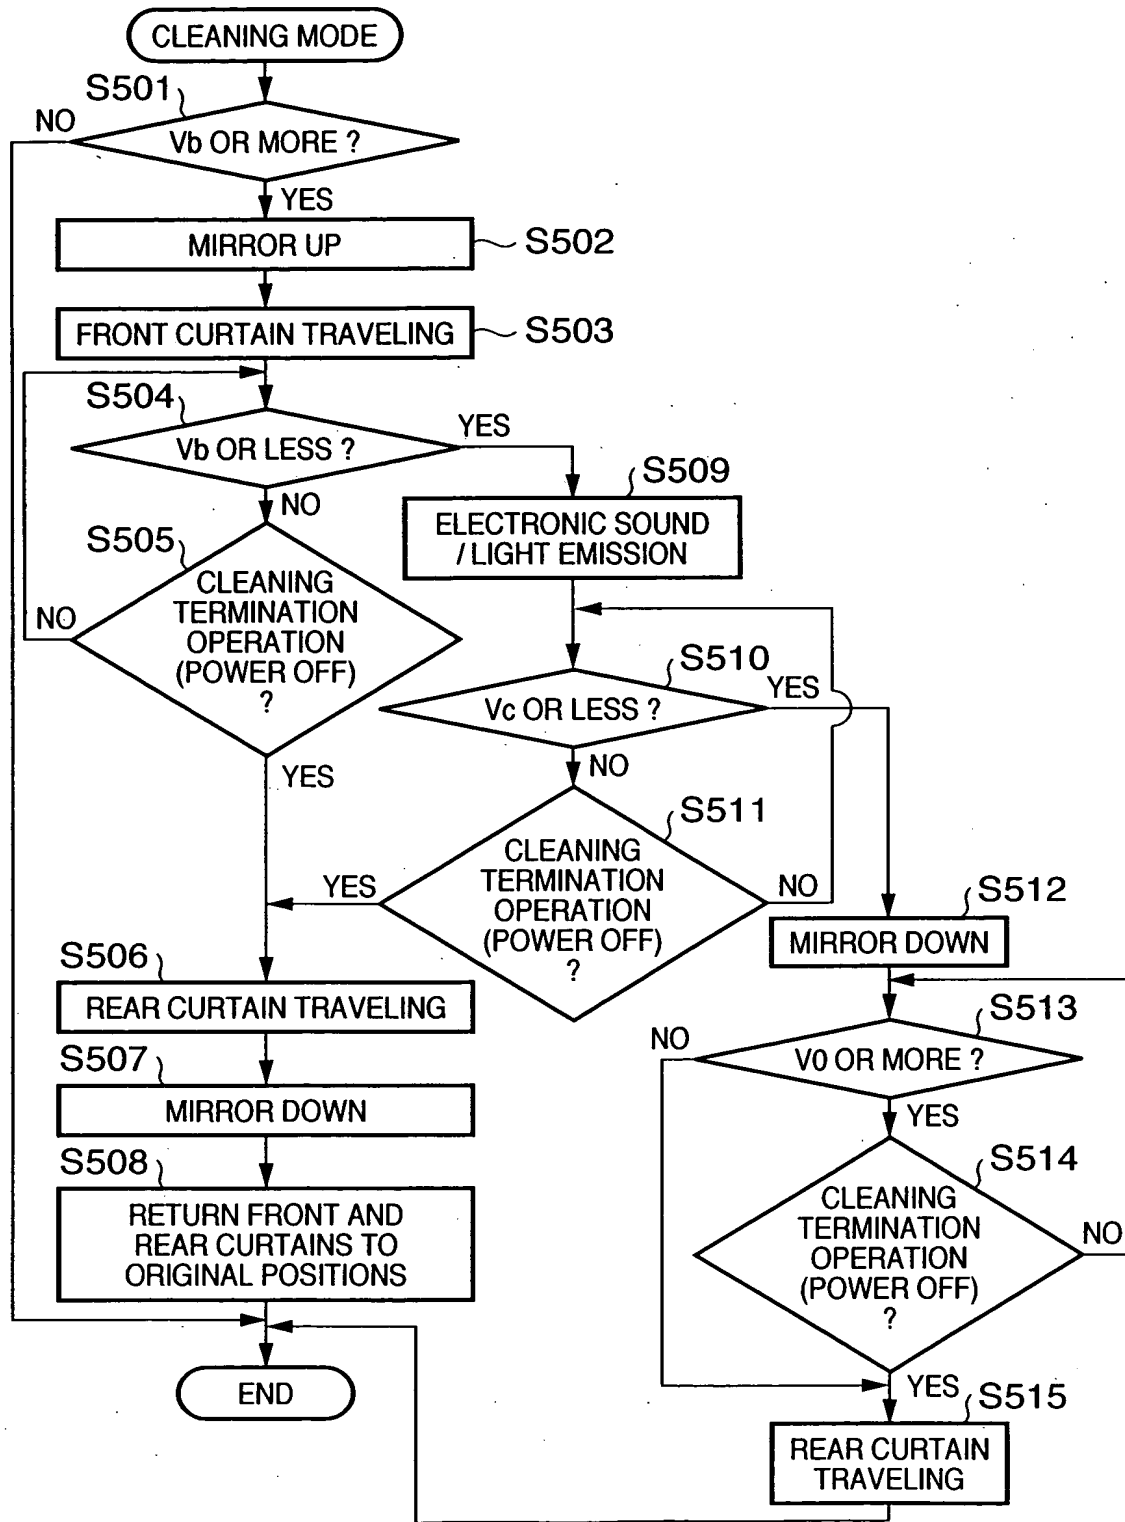 CLEANING MODE
S501
NO
Vb OR MORE ?
YES
MIRROR UP
S502
FRONT CURTAIN TRAVELING
S503
S504
Vb OR LESS ?
YES
NO
S509
ELECTRONIC SOUND
/ LIGHT EMISSION
S505
NO
CLEANING
TERMINATION
OPERATION
(POWER OFF)
?
YES
S510
Vc OR LESS ?
YES
NO
S511
CLEANING
TERMINATION
OPERATION
(POWER OFF)
?
YES
NO
S512
MIRROR DOWN
S506
REAR CURTAIN TRAVELING
S507
MIRROR DOWN
S508
RETURN FRONT AND
REAR CURTAINS TO
ORIGINAL POSITIONS
END
S513
NO
V0 OR MORE ?
YES
S514
CLEANING
TERMINATION
OPERATION
(POWER OFF)
?
NO
YES
S515
REAR CURTAIN
TRAVELING